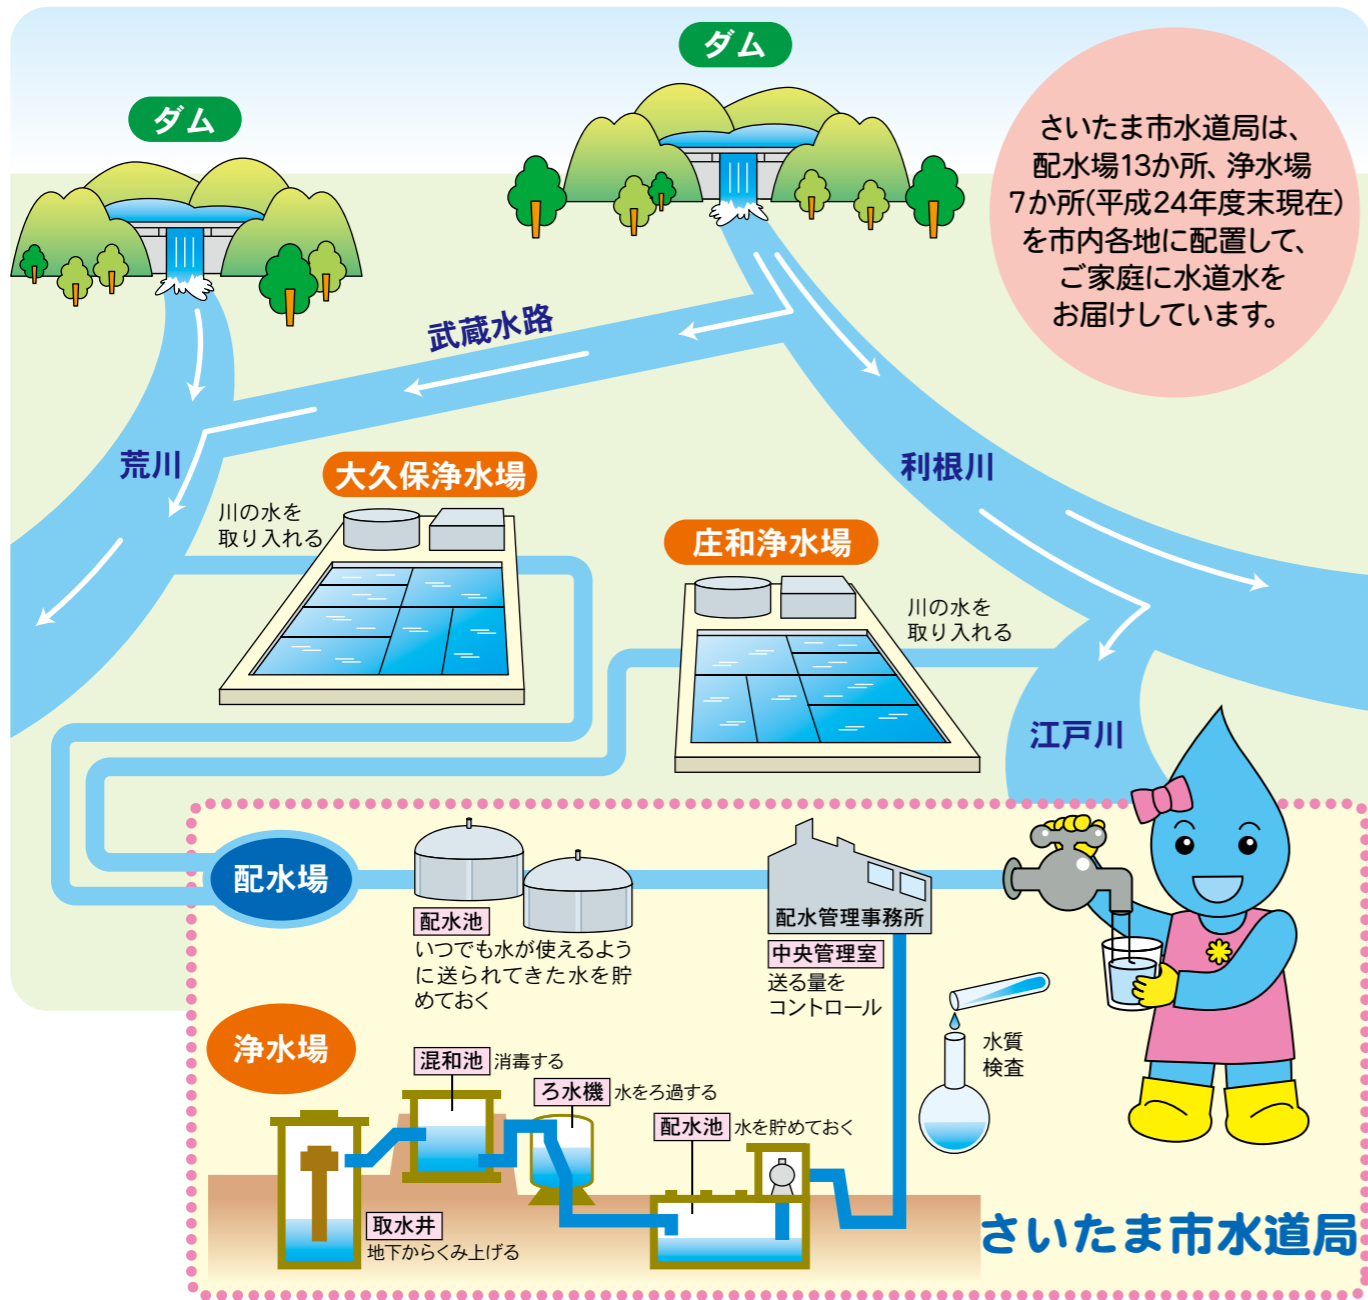 ダム
ダム
さいたま市水道局は、
配水場13か所、浄水場
7か所(平成24年度末現在)
を市内各地に配置して、
ご家庭に水道水を
お届けしています。
武蔵水路
荒川
利根川
大久保浄水場
川の水を
取り入れる
庄和浄水場
川の水を
取り入れる
江戸川
配水場
配水池
いつでも水が使えるよう
に送られてきた水を貯
めておく
配水管理事務所
中央管理室
送る量を
コントロール
水質
検査
浄水場
混和池 消毒する
ろ水機 水をろ過する
配水池 水を貯めておく
取水井
地下からくみ上げる
さいたま市水道局